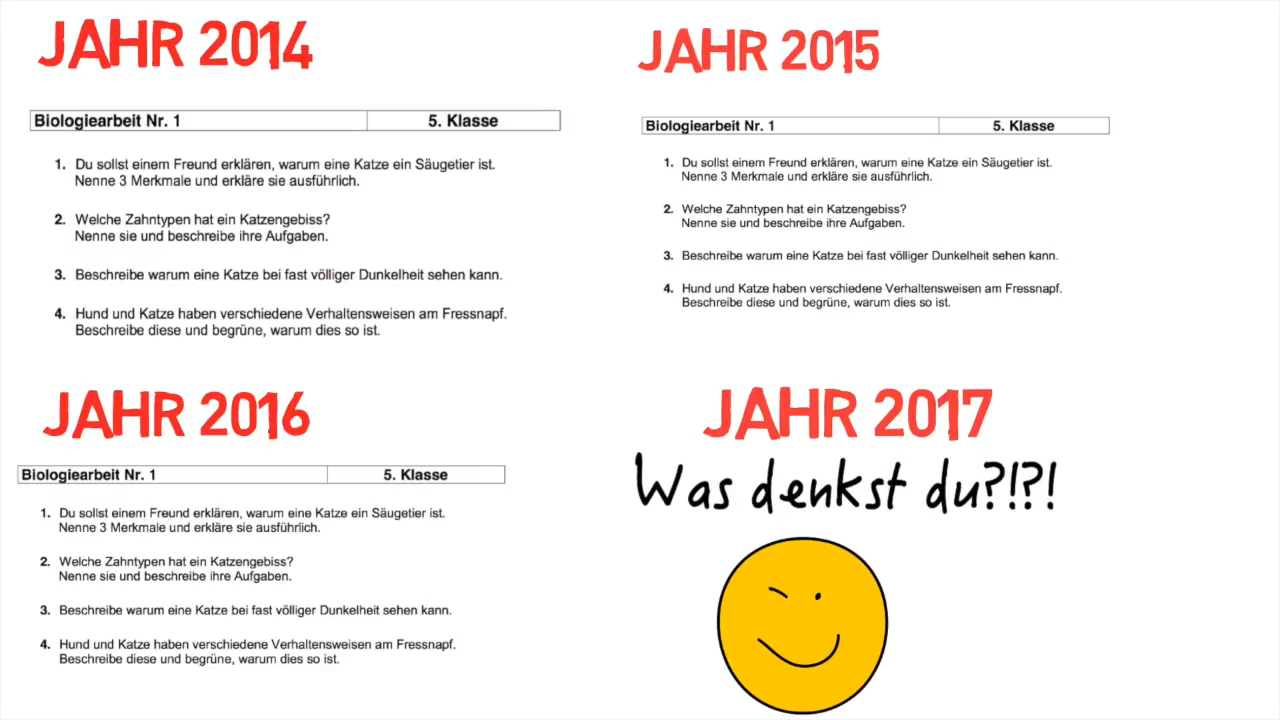 JAHR 2014
Biologiearbeit Nr. 1 5. Klasse
1. Du sollst einem Freund erklären, warum eine Katze ein Säugetier ist.
Nenne 3 Merkmale und erkläre sie ausführlich.
2. Welche Zahntypen hat ein Katzengebiss?
Nenne sie und beschreibe ihre Aufgaben.
3. Beschreibe warum eine Katze bei fast völliger Dunkelheit sehen kann.
4. Hund und Katze haben verschiedene Verhaltensweisen am Fressnapf.
Beschreibe diese und begrüne, warum dies so ist.
JAHR 2015
Biologiearbeit Nr. 1 5. Klasse
1. Du sollst einem Freund erklären, warum eine Katze ein Säugetier ist.
Nenne 3 Merkmale und erkläre sie ausführlich.
2. Welche Zahntypen hat ein Katzengebiss?
Nenne sie und beschreibe ihre Aufgaben.
3. Beschreibe warum eine Katze bei fast völliger Dunkelheit sehen kann.
4. Hund und Katze haben verschiedene Verhaltensweisen am Fressnapf.
Beschreibe diese und begrüne, warum dies so ist.
JAHR 2016
Biologiearbeit Nr. 1 5. Klasse
1. Du sollst einem Freund erklären, warum eine Katze ein Säugetier ist.
Nenne 3 Merkmale und erkläre sie ausführlich.
2. Welche Zahntypen hat ein Katzengebiss?
Nenne sie und beschreibe ihre Aufgaben.
3. Beschreibe warum eine Katze bei fast völliger Dunkelheit sehen kann.
4. Hund und Katze haben verschiedene Verhaltensweisen am Fressnapf.
Beschreibe diese und begrüne, warum dies so ist.
JAHR 2017
Was denkst du?!?!